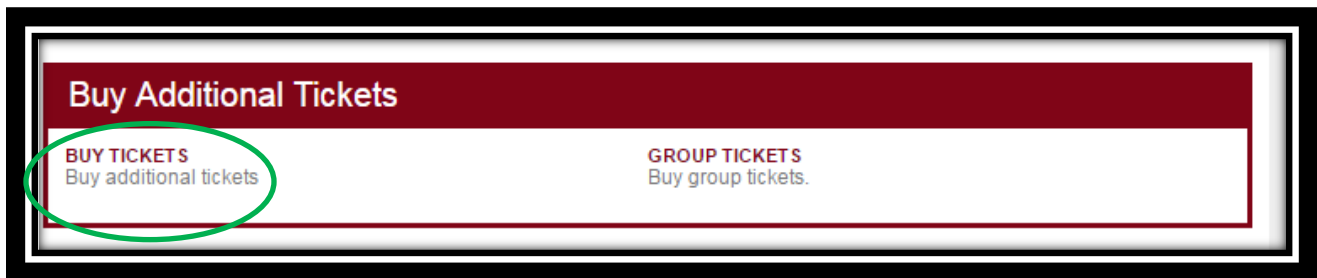 Buy Additional Tickets
BUY TICKETS
Buy additional tickets
GROUP TICKETS
Buy group tickets.